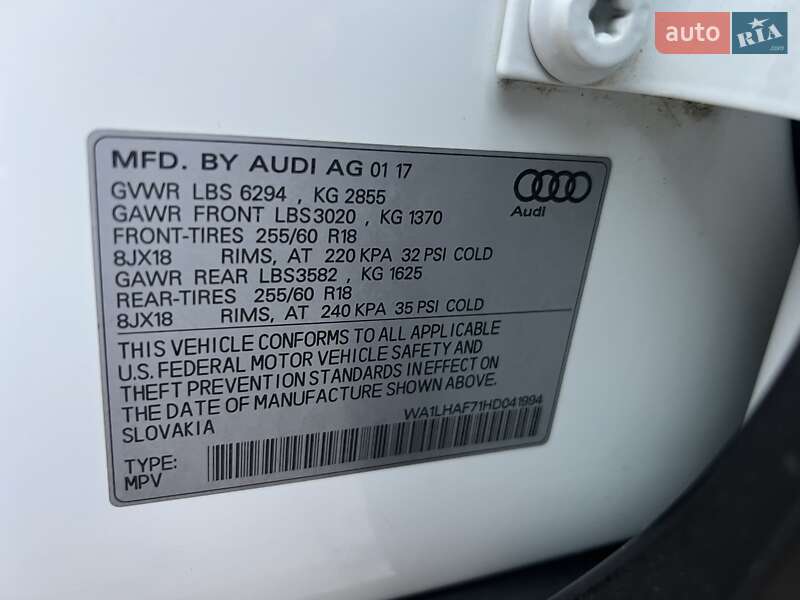 auto RIA .com
MFD. BY AUDI AG 01 17
GVWR LBS 6294 , KG 2855
GAWR FRONT LBS3020 , KG 1370
FRONT-TIRES 255/60 R18
8JX18 RIMS, AT 220 KPA 32 PSI COLD
GAWR REAR LBS3582 , KG 1625
REAR-TIRES 255/60 R18
8JX18 RIMS, AT 240 KPA 35 PSI COLD
Audi
THIS VEHICLE CONFORMS TO ALL APPLICABLE
U.S. FEDERAL MOTOR VEHICLE SAFETY AND
THEFT PREVENTION STANDARDS IN EFFECT ON
THE DATE OF MANUFACTURE SHOWN ABOVE.
SLOVAKIA
WA1LHAF71HD041994
TYPE:
MPV